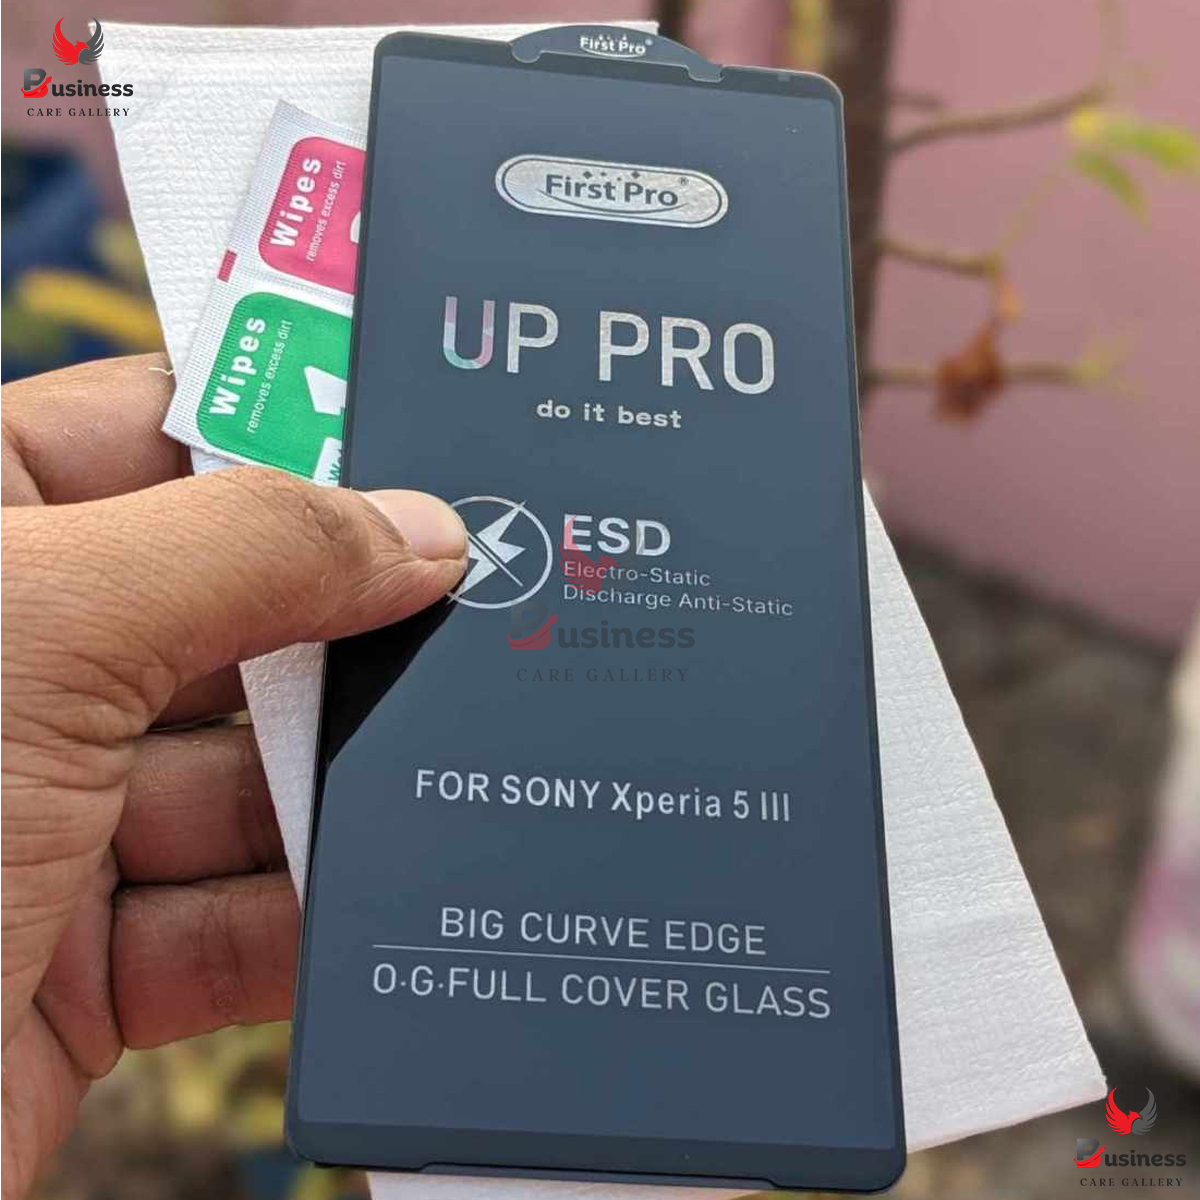 Business
CARE GALLERY
First Pro®
Wipes
removes excess dirt
Wipes
removes excess dirt
1
First Pro®
UP PRO
do it best
ESD
Electro-Static
Discharge Anti-Static
Business
CARE GALLERY
FOR SONY Xperia 5 III
BIG CURVE EDGE
O·G·FULL COVER GLASS
Business
CARE GALLERY